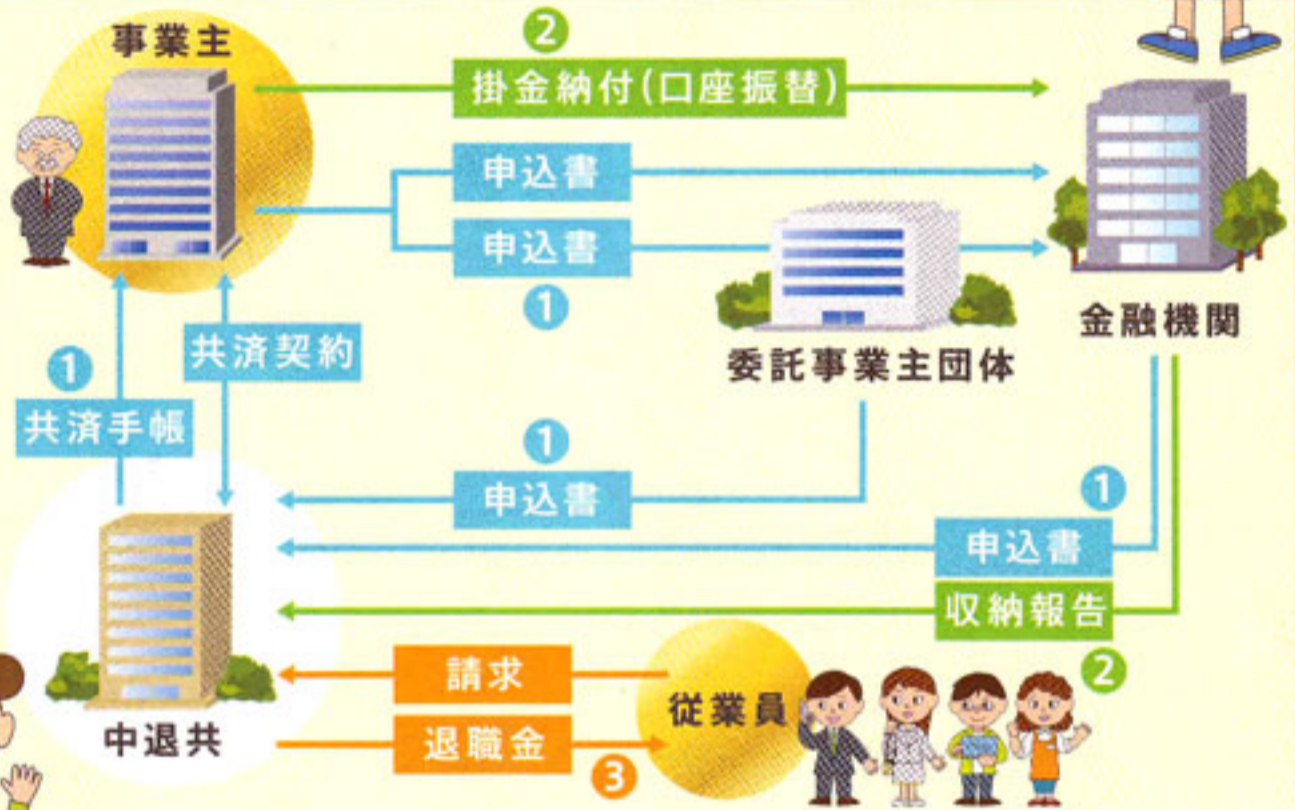 事業主
2
掛金納付(口座振替)
申込書
申込書
1
金融機関
委託事業主団体
共済契約
1
共済手帳
1
申込書
1
申込書
収納報告
2
請求
従業員
退職金
3
中退共